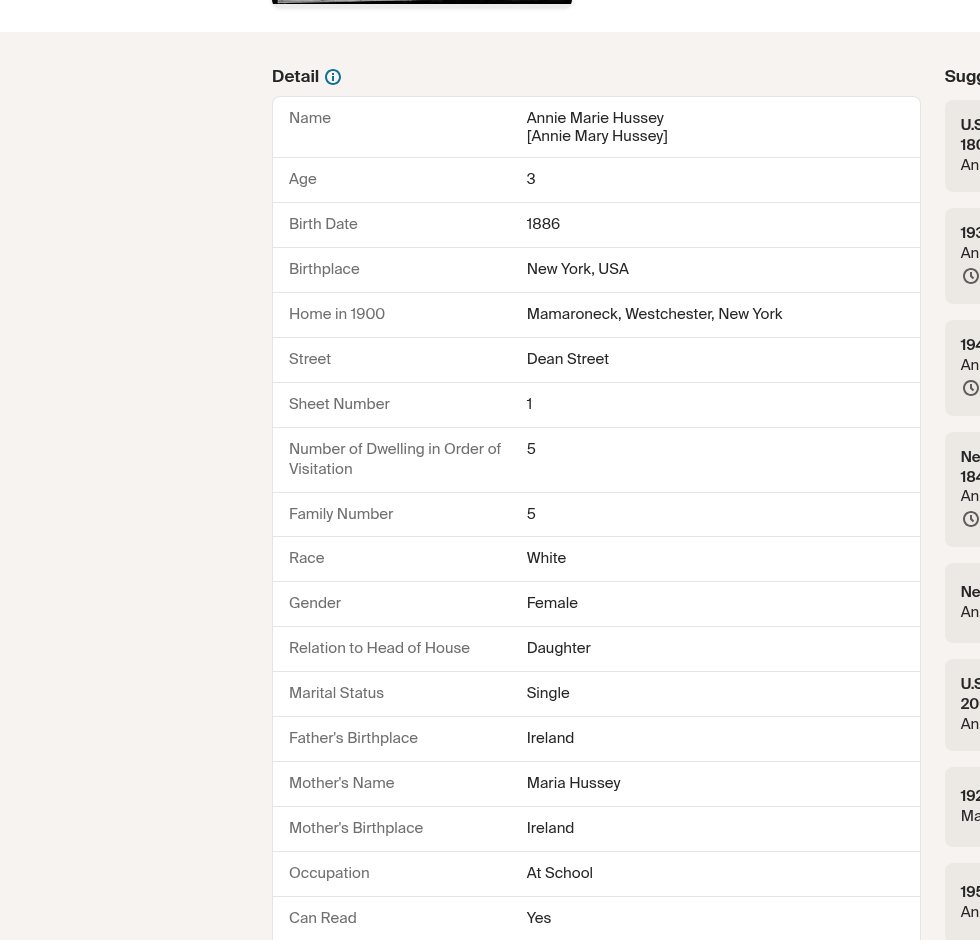 Detail
Name Annie Marie Hussey
[Annie Mary Hussey]
Age 3
Birth Date 1886
Birthplace New York, USA
Home in 1900 Mamaroneck, Westchester, New York
Street Dean Street
Sheet Number 1
Number of Dwelling in Order of Visitation 5
Family Number 5
Race White
Gender Female
Relation to Head of House Daughter
Marital Status Single
Father's Birthplace Ireland
Mother's Name Maria Hussey
Mother's Birthplace Ireland
Occupation At School
Can Read Yes